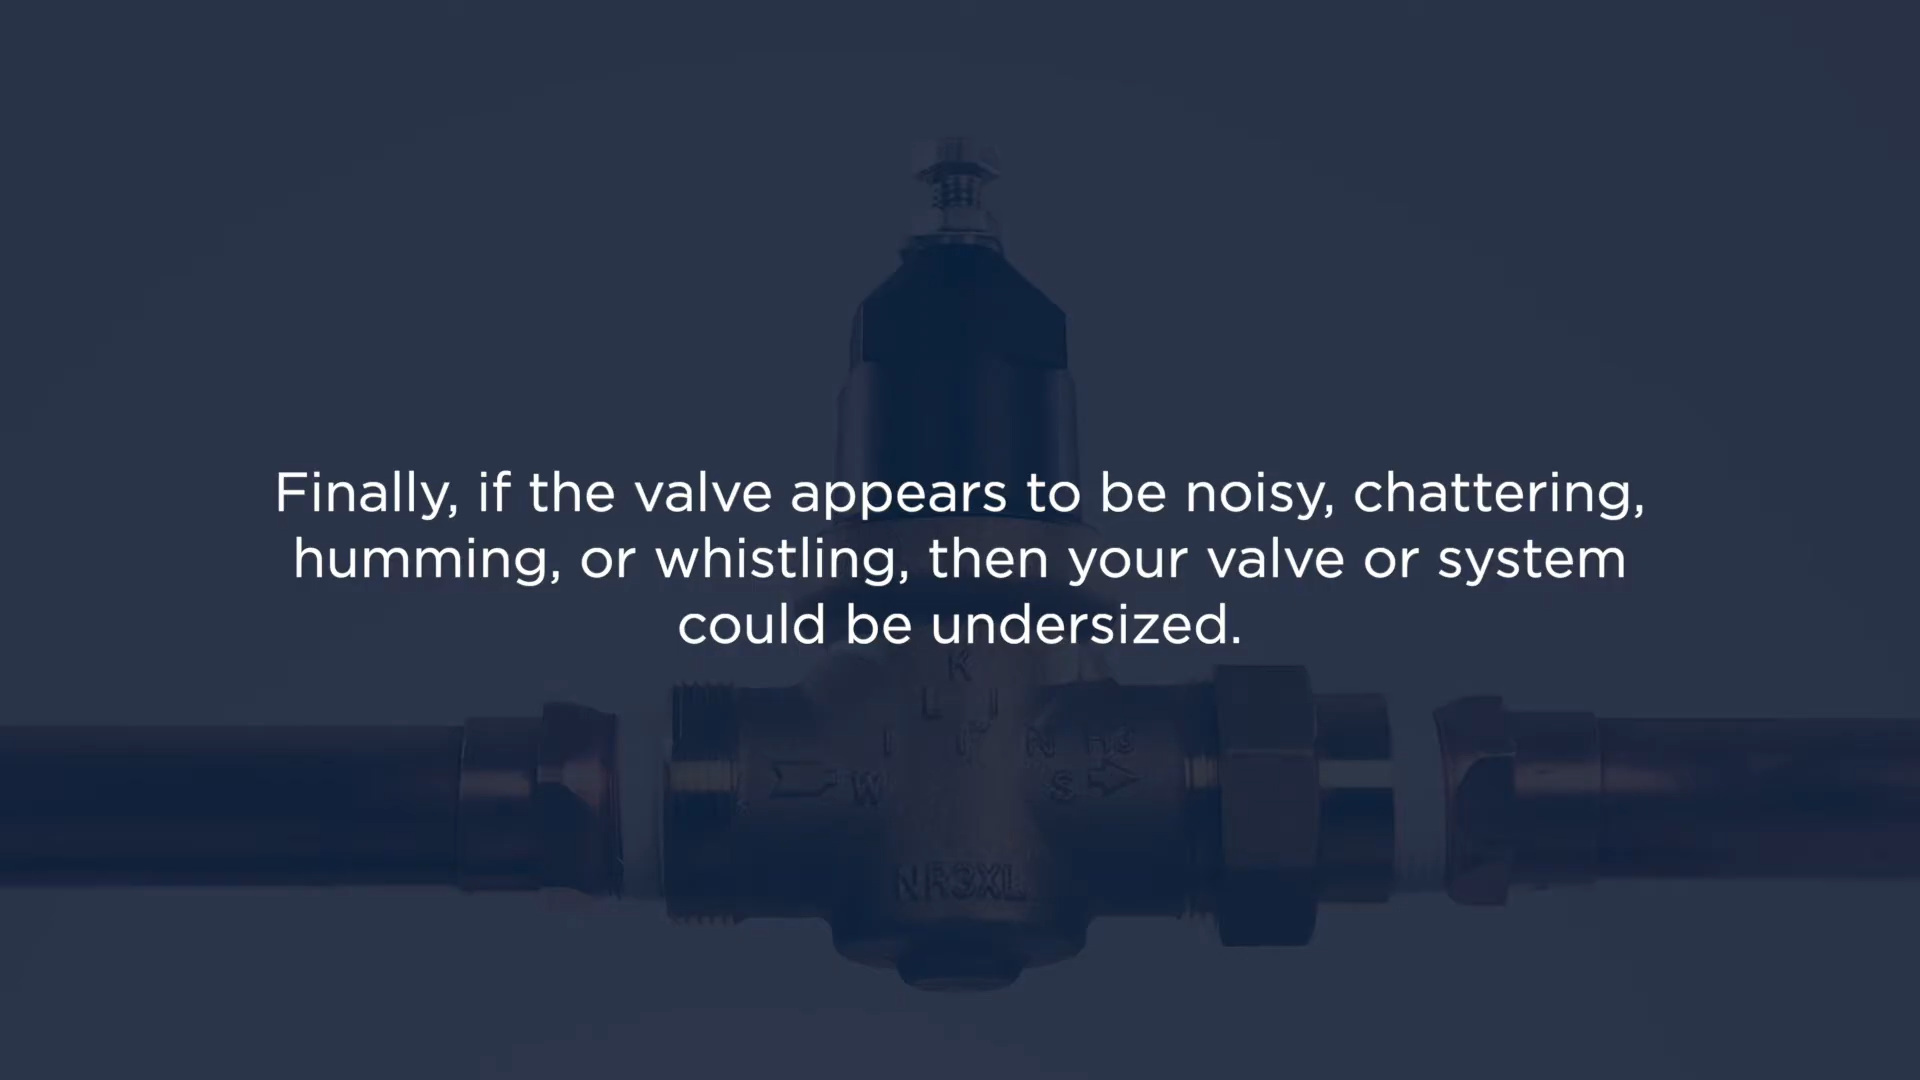 Finally, if the valve appears to be noisy, chattering,
humming, or whistling, then your valve or system
could be undersized.
NR3XL